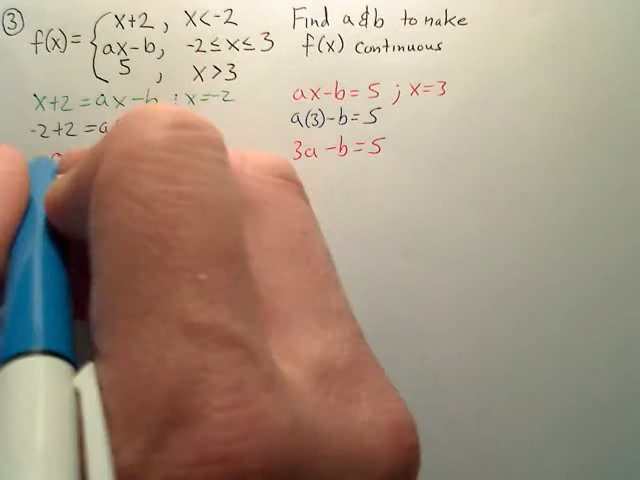 ③ x+2 , x<-2 Find a & b to make
f(x)= { ax-b, -2≤x≤3 f(x) continuous
5 , x>3
x+2 = ax-b ; x=-2 ax-b=5 ; x=3
-2+2 =a a(3)-b=5
3a-b=5